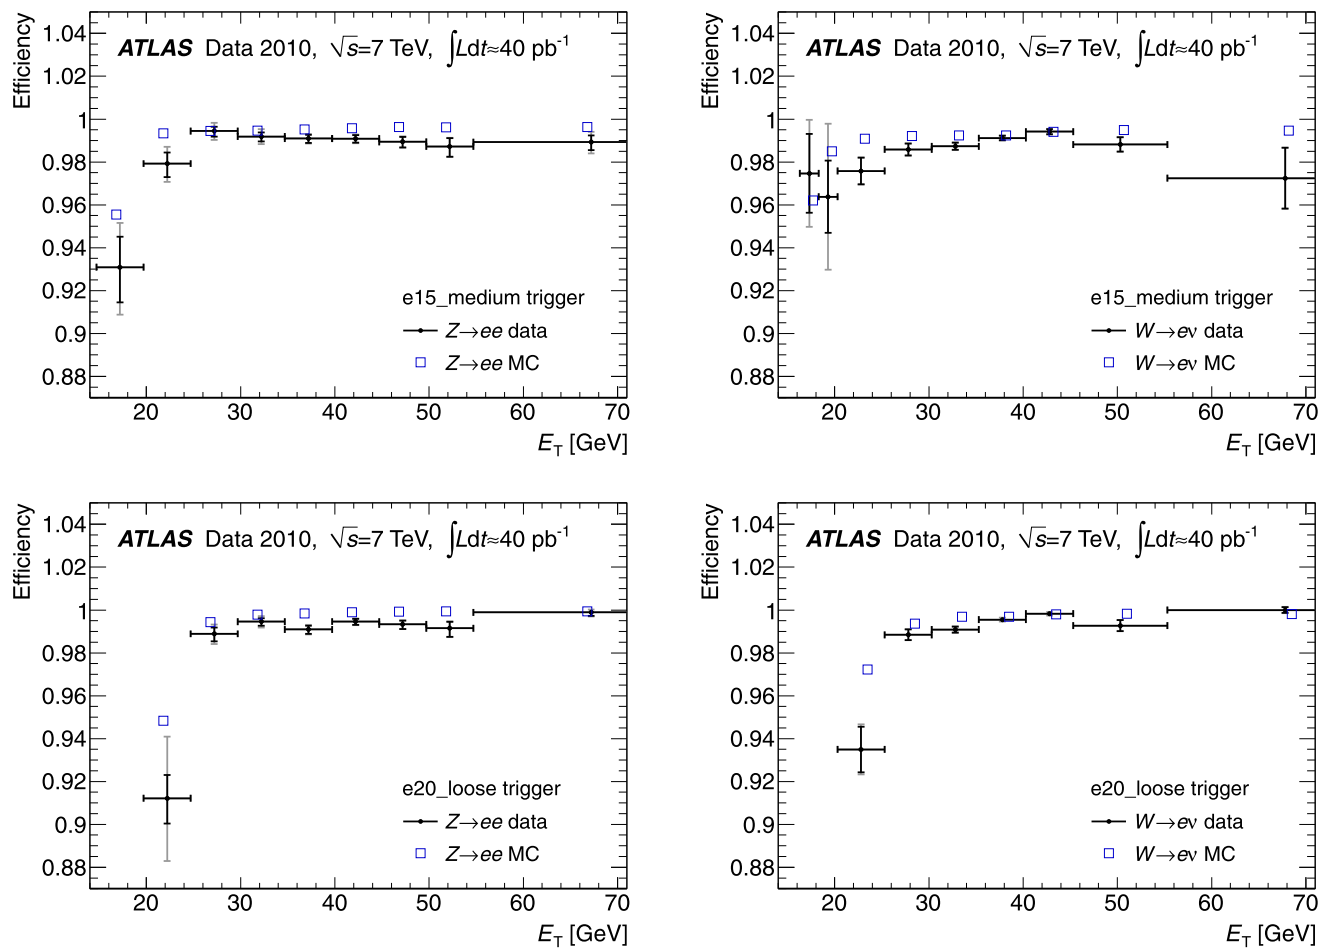 Efficiency
1.04
1.02
1
0.98
0.96
0.94
0.92
0.9
0.88
ATLAS Data 2010, √s=7 TeV, ∫Ldt≈40 pb⁻¹
e15_medium trigger
Z→ee data
Z→ee MC
20 30 40 50 60 70
E_T [GeV]
Efficiency
1.04
1.02
1
0.98
0.96
0.94
0.92
0.9
0.88
ATLAS Data 2010, √s=7 TeV, ∫Ldt≈40 pb⁻¹
e15_medium trigger
W→eν data
W→eν MC
20 30 40 50 60 70
E_T [GeV]
Efficiency
1.04
1.02
1
0.98
0.96
0.94
0.92
0.9
0.88
ATLAS Data 2010, √s=7 TeV, ∫Ldt≈40 pb⁻¹
e20_loose trigger
Z→ee data
Z→ee MC
20 30 40 50 60 70
E_T [GeV]
Efficiency
1.04
1.02
1
0.98
0.96
0.94
0.92
0.9
0.88
ATLAS Data 2010, √s=7 TeV, ∫Ldt≈40 pb⁻¹
e20_loose trigger
W→eν data
W→eν MC
20 30 40 50 60 70
E_T [GeV]